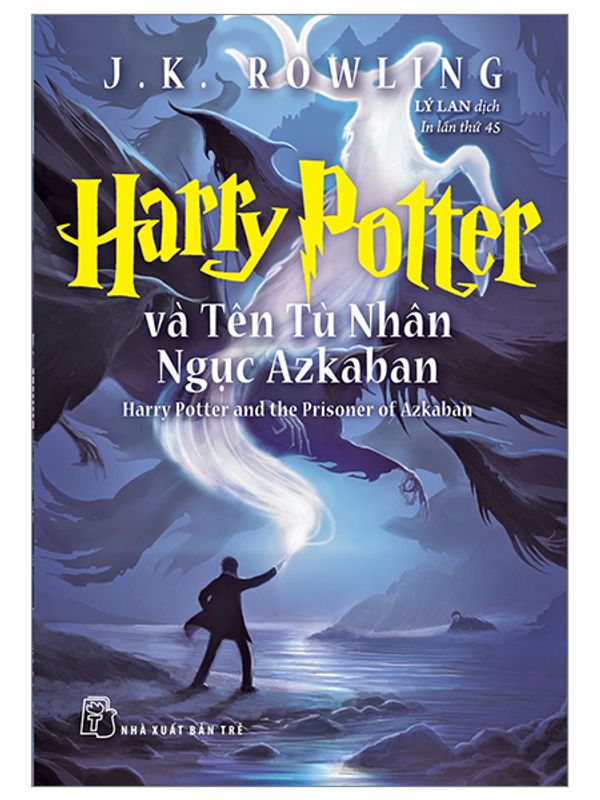 J.K. ROWLING
LÝ LAN dịch
In lần thứ 45
Harry Potter
và Tên Tù Nhân
Ngục Azkaban
Harry Potter and the Prisoner of Azkaban
T
NHÀ XUẤT BẢN TRẺ